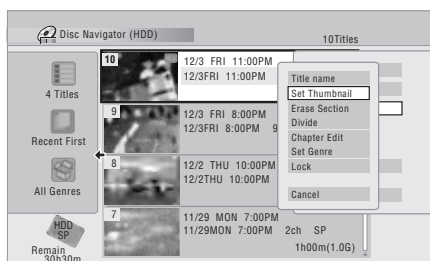 Disc Navigator (HDD)
10Titles
4 Titles
Recent First
All Genres
HDD
SP
Remain
30h30m
10
12/3 FRI 11:00PM
12/3FRI 11:00PM
9
12/3 FRI 8:00PM
12/3FRI 8:00PM 9
8
12/2 THU 10:00PM
12/2THU 10:00PM
7
11/29 MON 7:00PM
11/29MON 7:00PM 2ch SP
1h00m(1.0G)
Title name
Set Thumbnail
Erase Section
Divide
Chapter Edit
Set Genre
Lock
Cancel